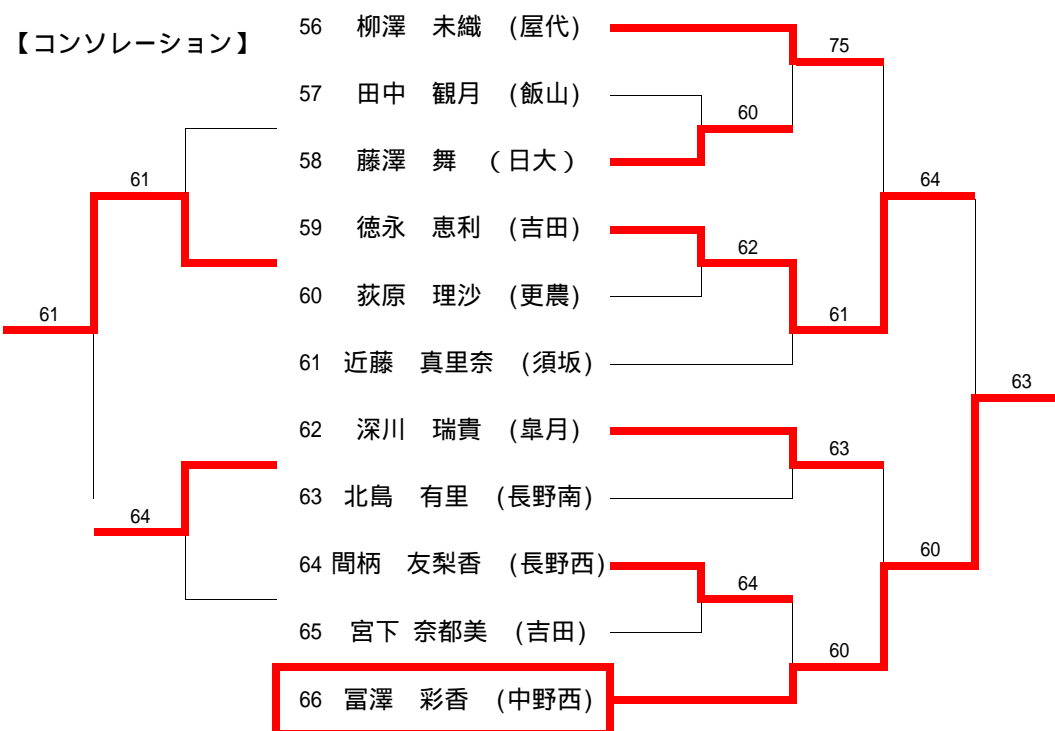 【コンソレーション】
56 柳澤 未織 (屋代)
75
57 田中 観月 (飯山)
60
58 藤澤 舞 (日大)
61
64
59 徳永 恵利 (吉田)
62
60 荻原 理沙 (更農)
61
61
61 近藤 真里奈 (須坂)
63
62 深川 瑞貴 (皐月)
63
63 北島 有里 (長野南)
64
60
64 間柄 友梨香 (長野西)
64
65 宮下 奈都美 (吉田)
60
66 冨澤 彩香 (中野西)